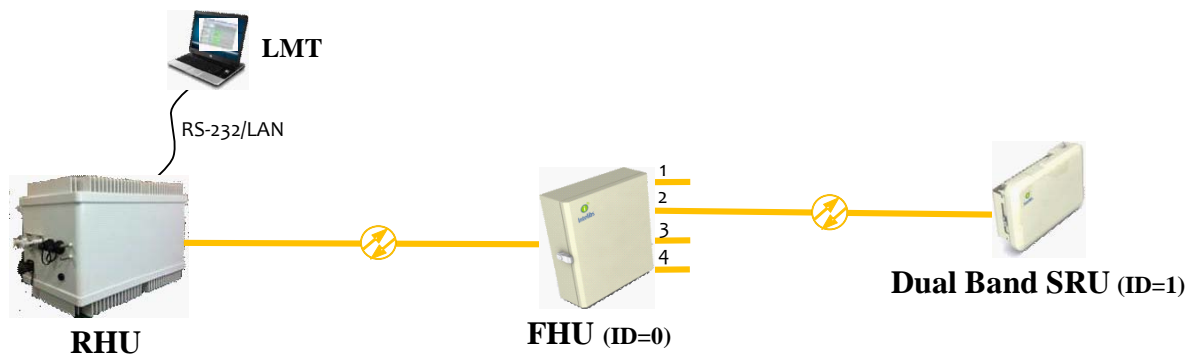 LMT
RS-232/LAN
1
2
3
4
RHU
FHU (ID=0)
Dual Band SRU (ID=1)